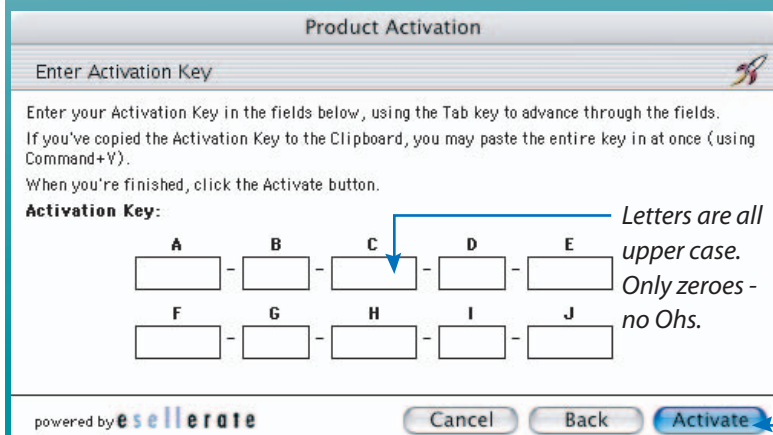 Product Activation
Enter Activation Key
Enter your Activation Key in the fields below, using the Tab key to advance through the fields.
If you've copied the Activation Key to the Clipboard, you may paste the entire key in at once (using
Command+V).
When you're finished, click the Activate button.
Activation Key:
A B C D E
- - - -
F G H I J
- - - -
Letters are all
upper case.
Only zeroes -
no Ohs.
powered by esellerate
Cancel Back Activate